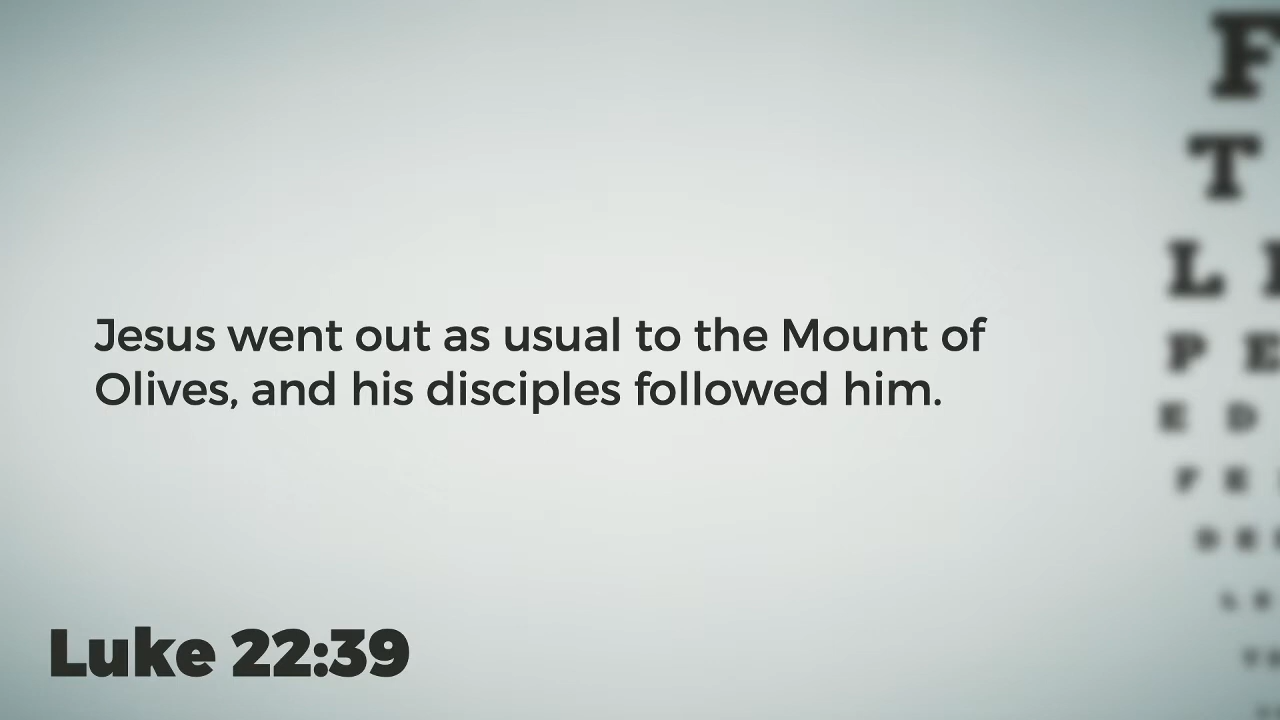 Jesus went out as usual to the Mount of
Olives, and his disciples followed him.
Luke 22:39
F
T
L
P E
E D
F E
D E